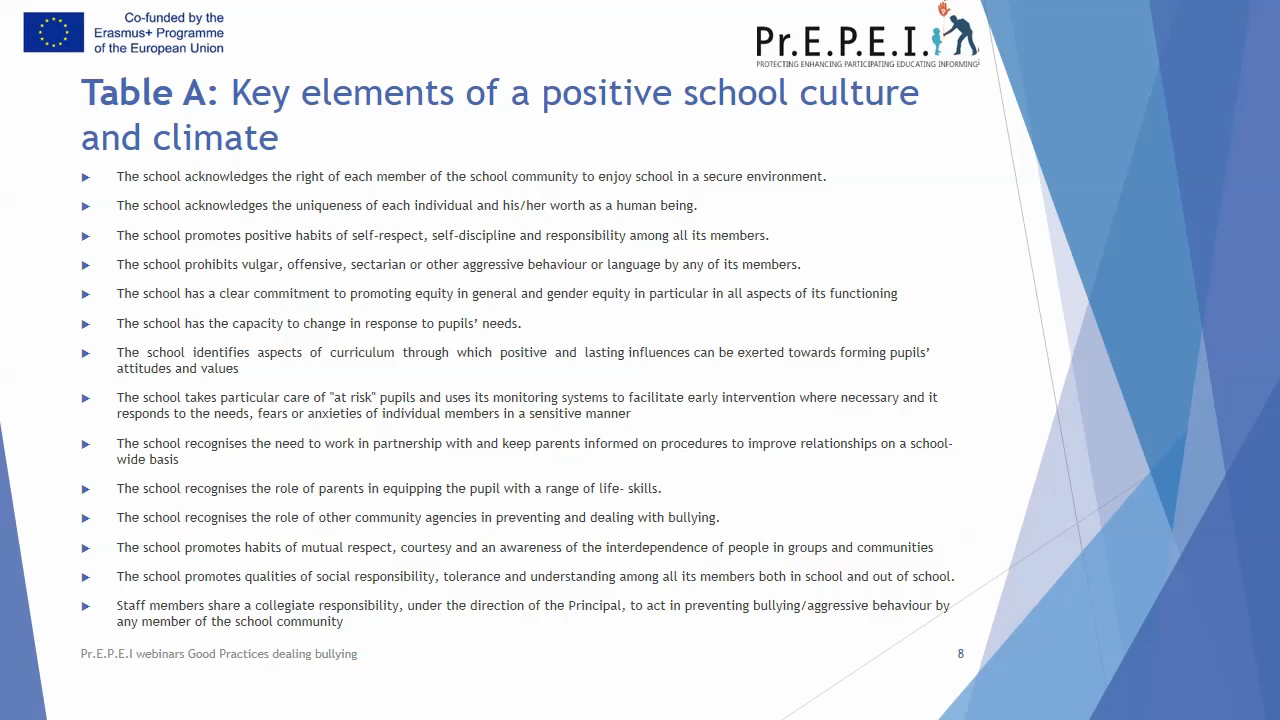 Co-funded by the
Erasmus+ Programme
of the European Union
Pr.E.P.E.I.
PROTECTING ENHANCING PARTICIPATING EDUCATING INFORMING
Table A: Key elements of a positive school culture
and climate
The school acknowledges the right of each member of the school community to enjoy school in a secure environment.
The school acknowledges the uniqueness of each individual and his/her worth as a human being.
The school promotes positive habits of self-respect, self-discipline and responsibility among all its members.
The school prohibits vulgar, offensive, sectarian or other aggressive behaviour or language by any of its members.
The school has a clear commitment to promoting equity in general and gender equity in particular in all aspects of its functioning
The school has the capacity to change in response to pupils’ needs.
The school identifies aspects of curriculum through which positive and lasting influences can be exerted towards forming pupils’
attitudes and values
The school takes particular care of "at risk" pupils and uses its monitoring systems to facilitate early intervention where necessary and it
responds to the needs, fears or anxieties of individual members in a sensitive manner
The school recognises the need to work in partnership with and keep parents informed on procedures to improve relationships on a school-
wide basis
The school recognises the role of parents in equipping the pupil with a range of life- skills.
The school recognises the role of other community agencies in preventing and dealing with bullying.
The school promotes habits of mutual respect, courtesy and an awareness of the interdependence of people in groups and communities
The school promotes qualities of social responsibility, tolerance and understanding among all its members both in school and out of school.
Staff members share a collegiate responsibility, under the direction of the Principal, to act in preventing bullying/aggressive behaviour by
any member of the school community
Pr.E.P.E.I webinars Good Practices dealing bullying
8